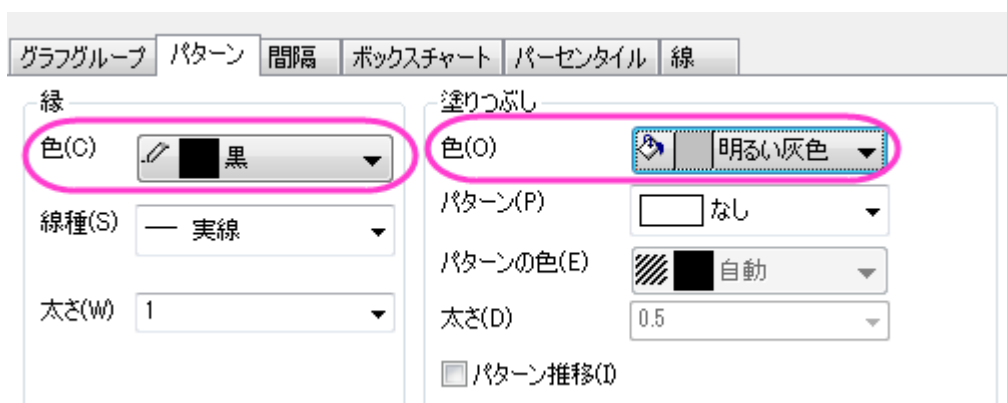 グラフグループ パターン 間隔 ボックスチャート パーセンタイル 線
縁
色(C) 黒
線種(S) 実線
太さ(W) 1
塗りつぶし
色(O) 明るい灰色
パターン(P) なし
パターンの色(E) 自動
太さ(D) 0.5
パターン推移(I)